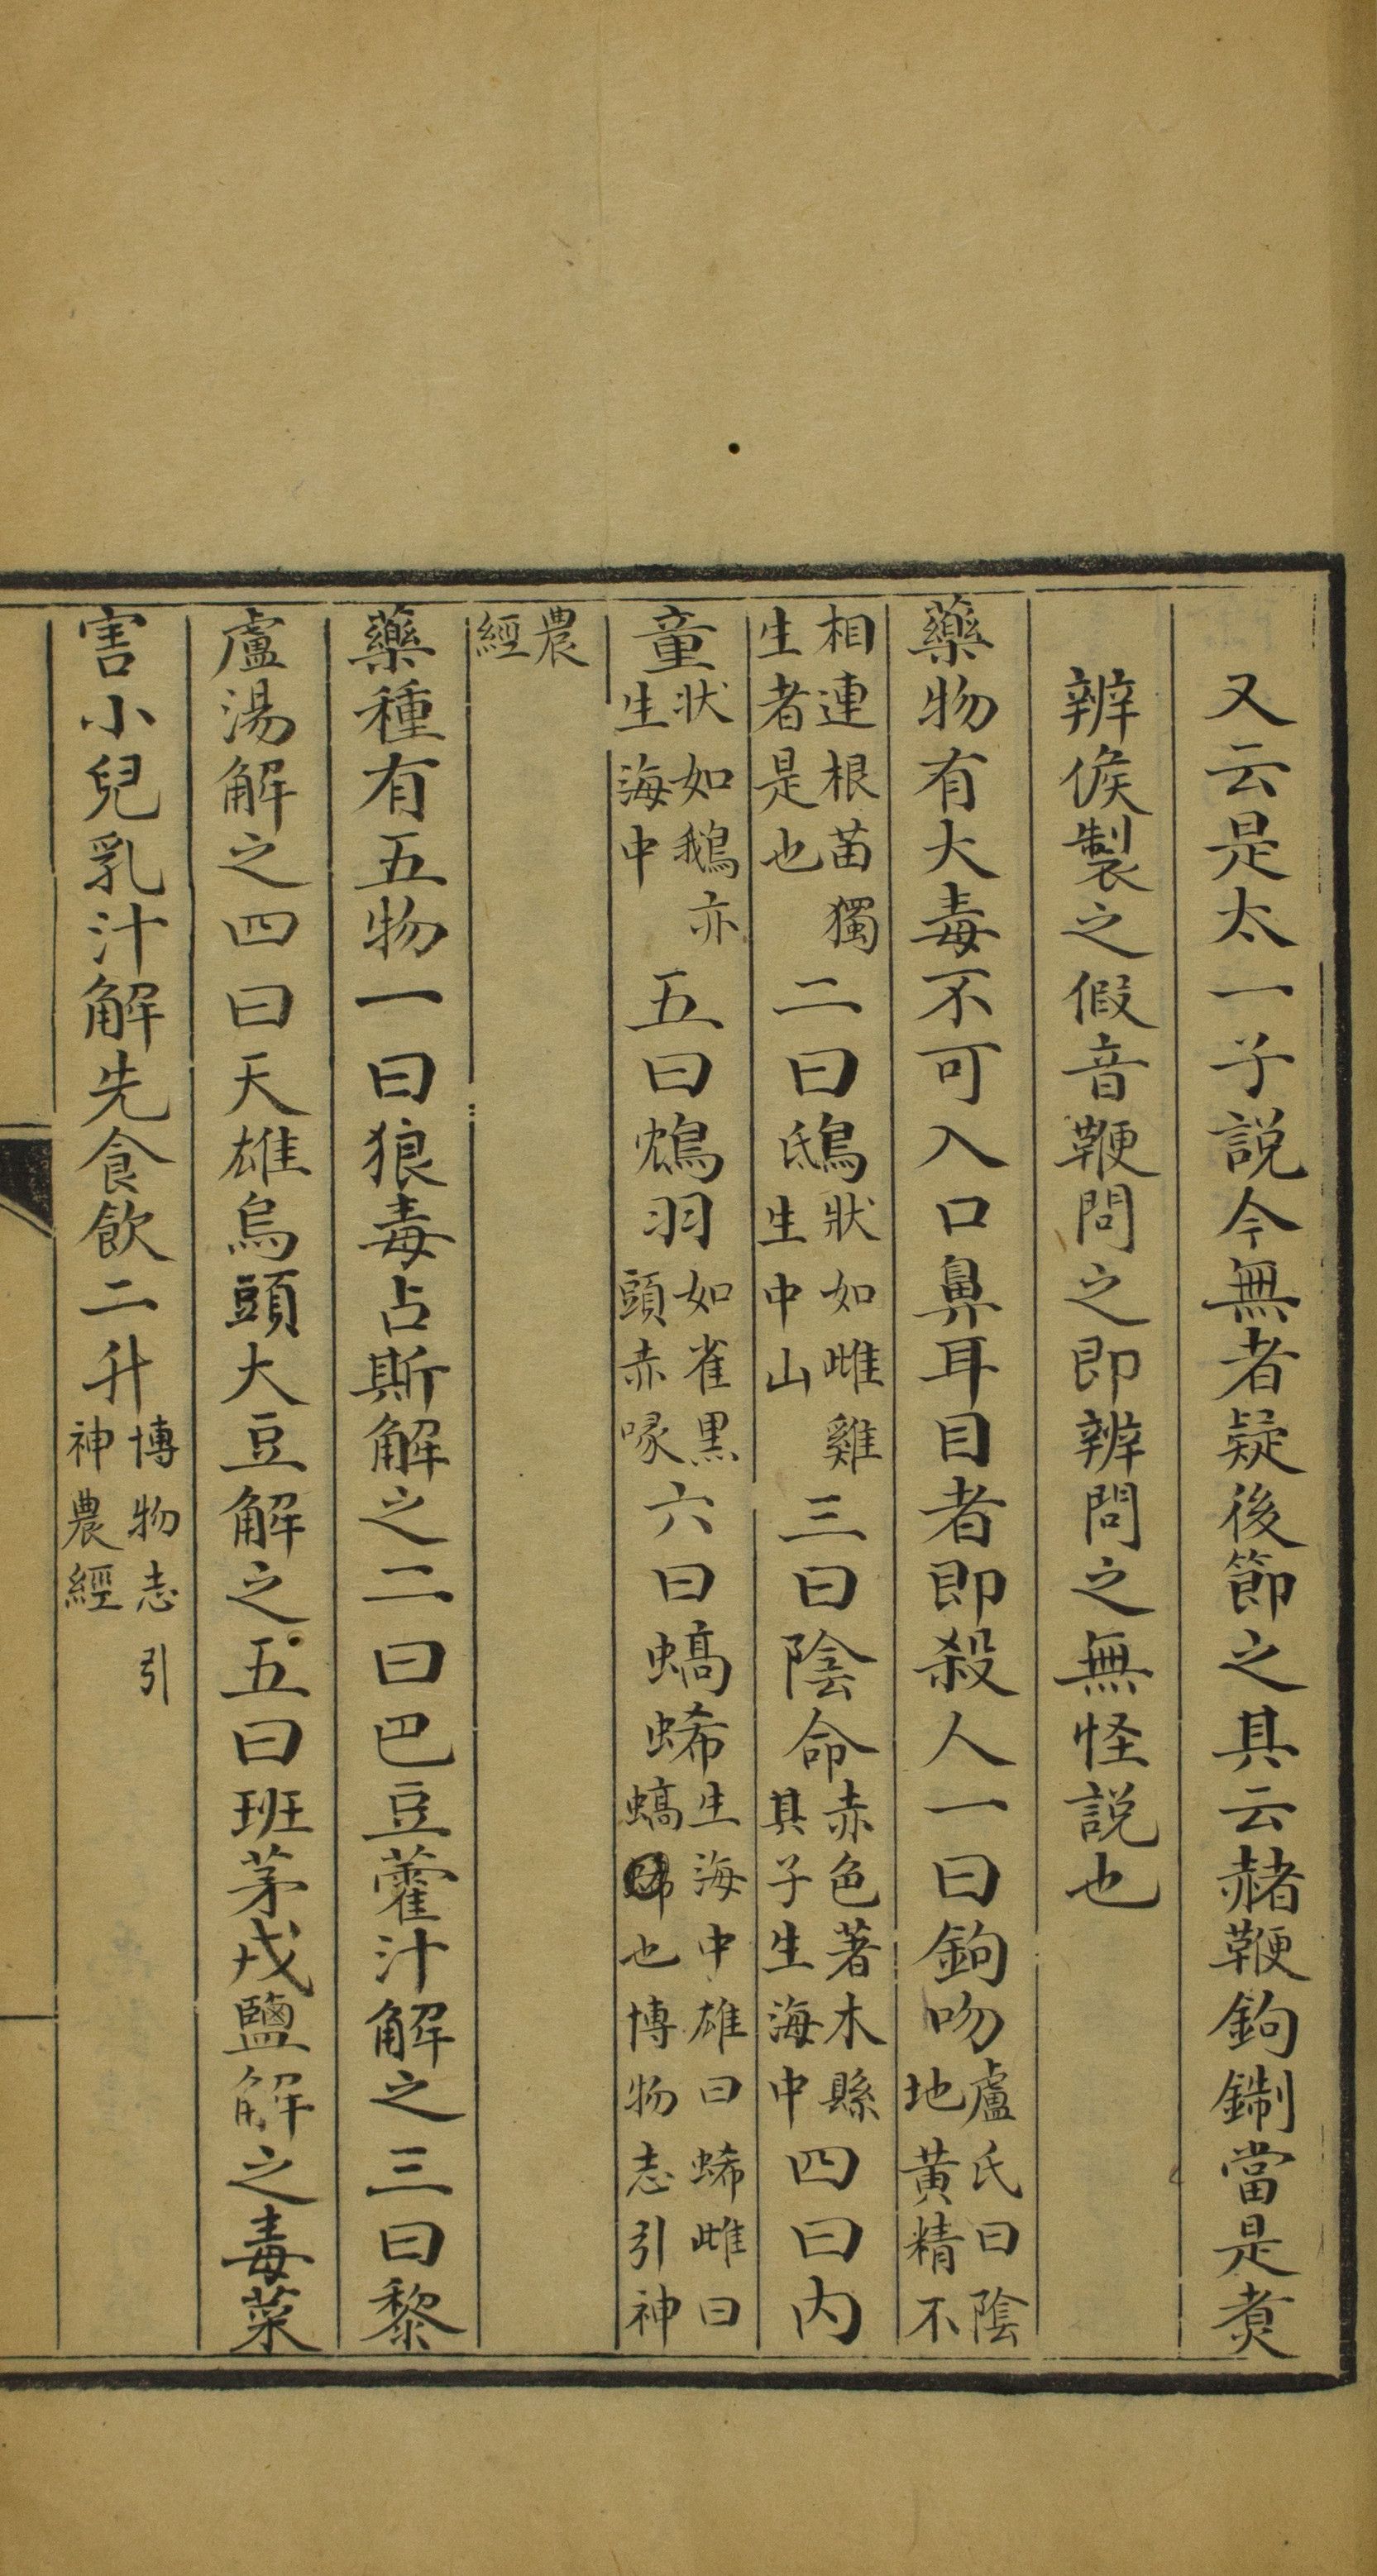 又云是太一子説今無者疑後節之具云赭鞭鉤鍘當是煑
辨候製之假音鞭問之即辨問之無怪説也
藥物有大毒不可入口鼻耳目者即殺人一曰鉤吻盧氏曰陰地黄精不
相連根苗獨生者是也二曰鴟狀如雌雞生中山三曰陰命赤色著木縣其子生海中四曰内
童狀如鵝亦生海中五曰鴆羽如雀黒頭赤喙六曰蟜蜥生海中雄曰蜥雌曰蟜也博物志引神
農經
藥種有五物一曰狼毒占斯解之二曰巴豆藿汁解之三曰黎
盧湯解之四曰天雄烏頭大豆解之五曰班茅戎鹽解之毒菜
害小兒乳汁解先食飲二升博物志引神農經